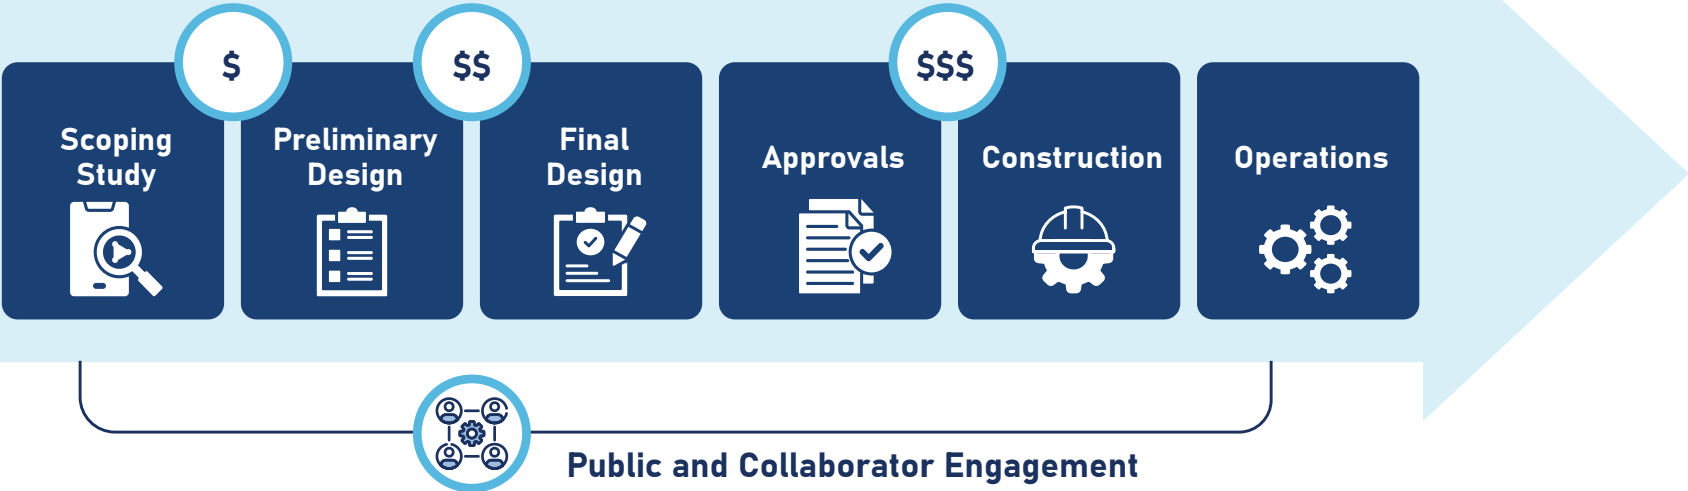 $
$$
$$$
Scoping
Study
Preliminary
Design
Final
Design
Approvals
Construction
Operations
Public and Collaborator Engagement